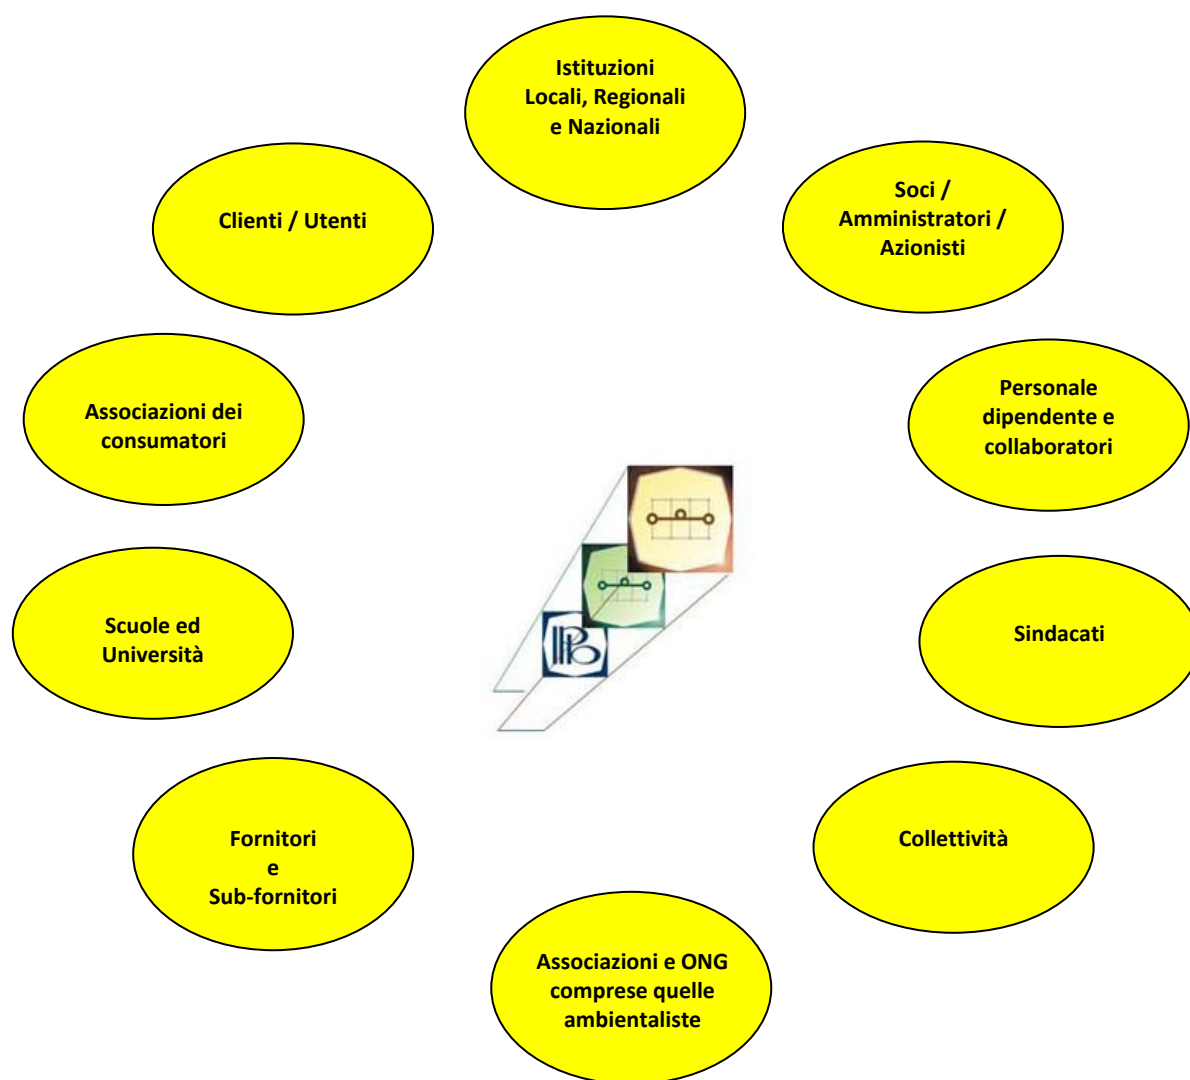 Istituzioni
Locali, Regionali
e Nazionali
Clienti / Utenti
Soci /
Amministratori /
Azionisti
Associazioni dei
consumatori
Personale
dipendente e
collaboratori
Scuole ed
Università
Sindacati
Fornitori
e
Sub-fornitori
Collettività
Associazioni e ONG
comprese quelle
ambientaliste